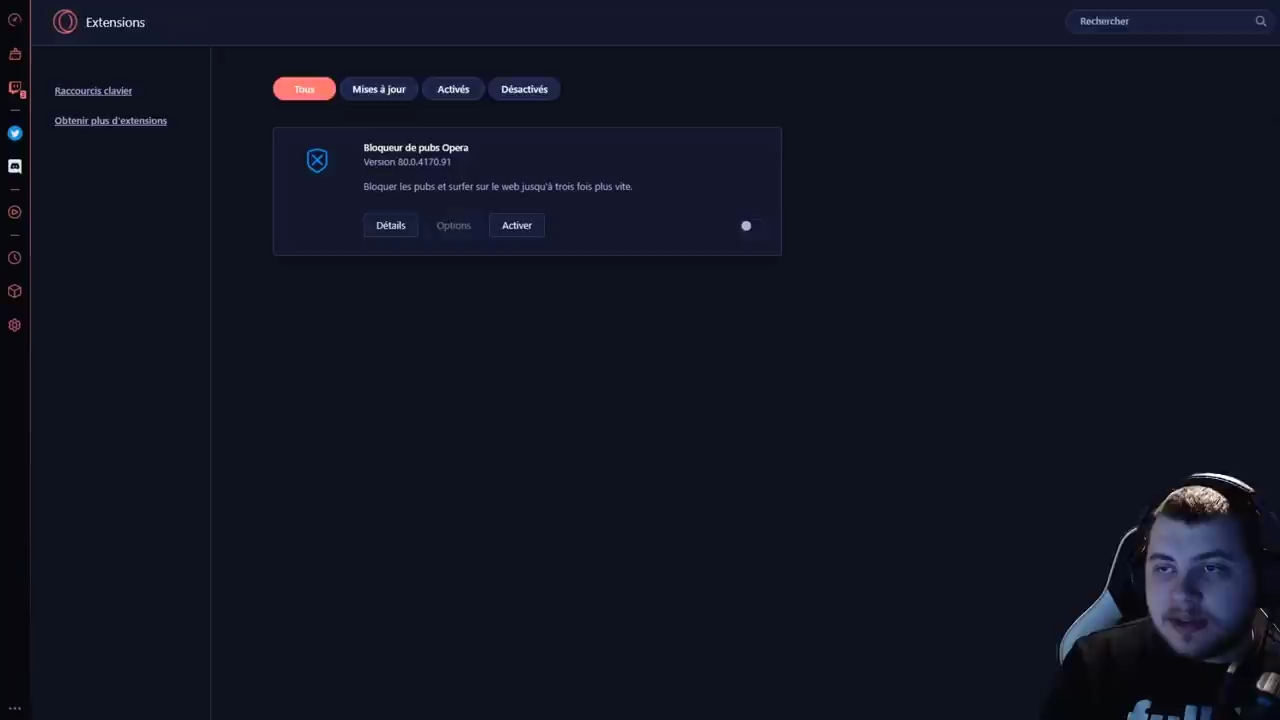 Extensions
Rechercher
Raccourcis clavier
Obtenir plus d'extensions
Tous
Mises à jour
Activés
Désactivés
Bloqueur de pubs Opera
Version 80.0.4170.91
Bloquer les pubs et surfer sur le web jusqu'à trois fois plus vite.
Détails
Options
Activer